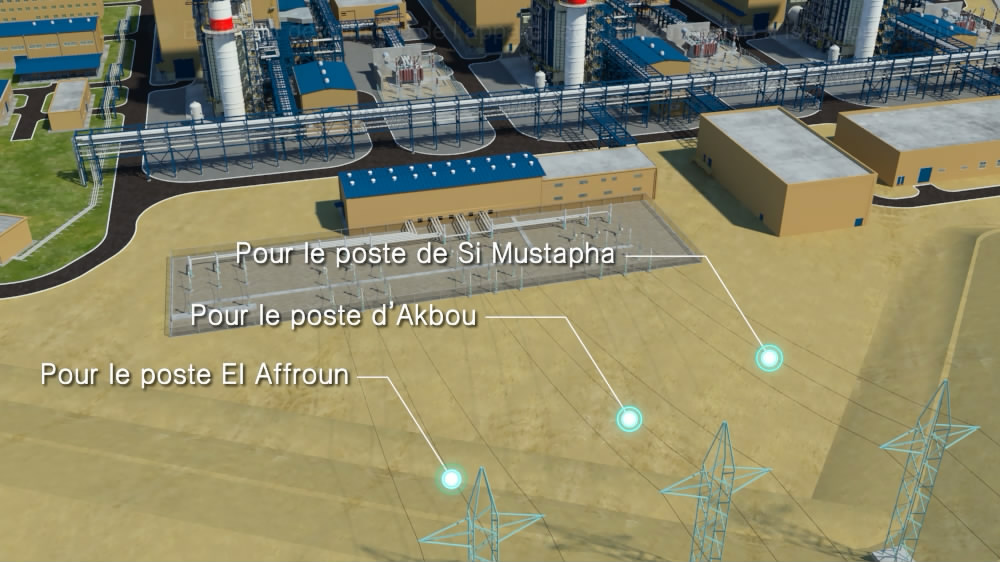 Pour le poste de Si Mustapha
Pour le poste d'Akbou
Pour le poste El Affroun